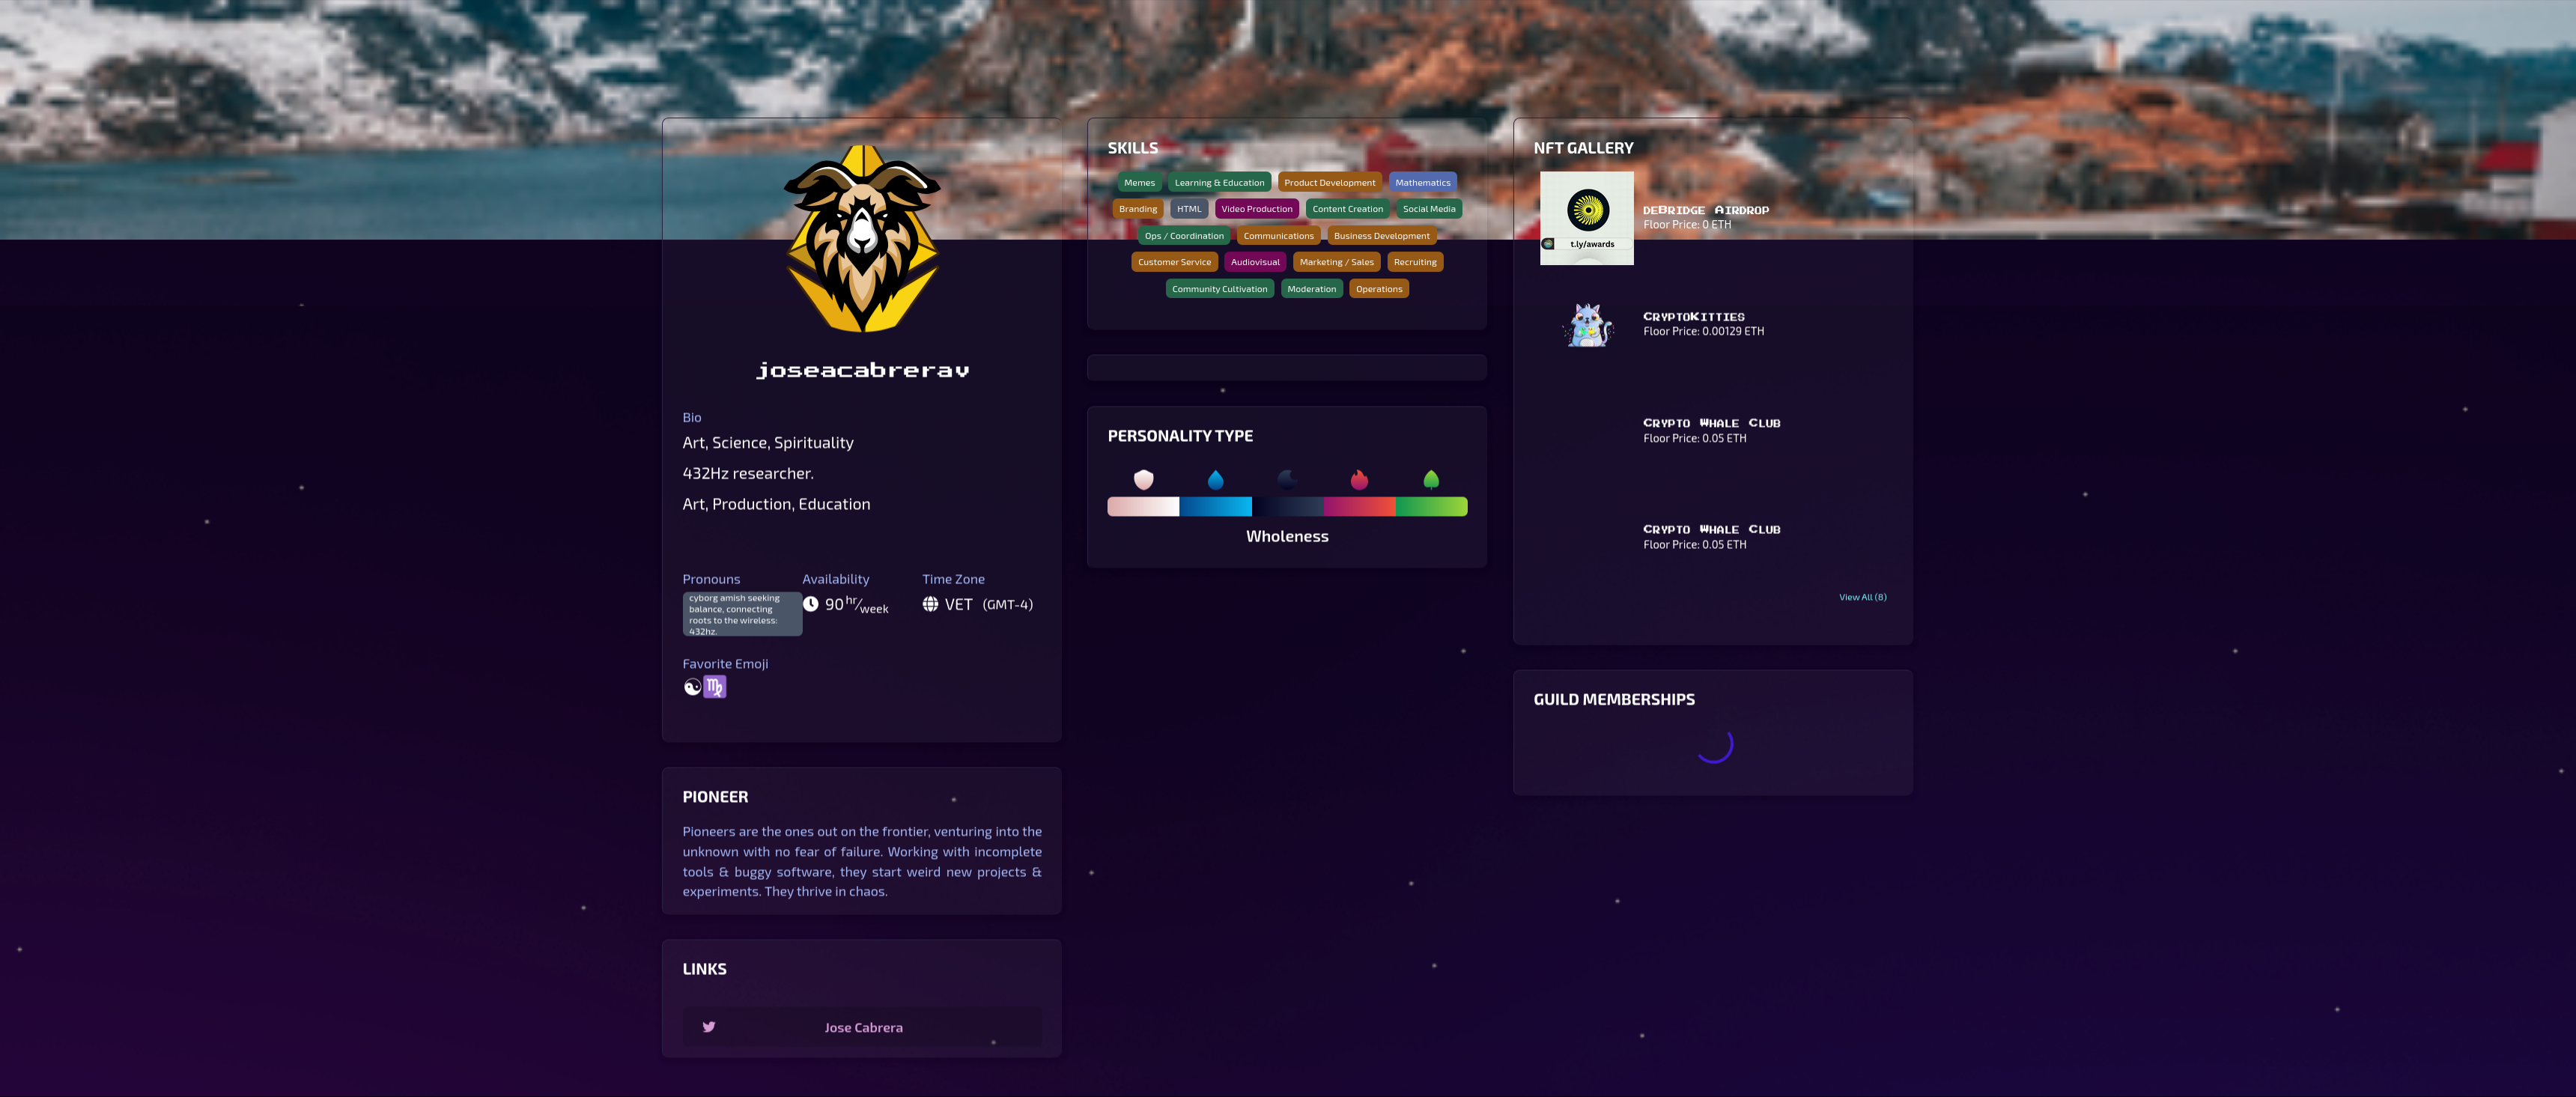 joseacabrerav
Bio
Art, Science, Spirituality
432Hz researcher.
Art, Production, Education
Pronouns
cyborg amish seeking
balance, connecting
roots to the wireless:
432hz.
Availability
90 hr/week
Time Zone
VET (GMT-4)
Favorite Emoji
☯♍
PIONEER
Pioneers are the ones out on the frontier, venturing into the
unknown with no fear of failure. Working with incomplete
tools & buggy software, they start weird new projects &
experiments. They thrive in chaos.
LINKS
Jose Cabrera
SKILLS
Memes Learning & Education Product Development Mathematics
Branding HTML Video Production Content Creation Social Media
Ops / Coordination Communications Business Development
Customer Service Audiovisual Marketing / Sales Recruiting
Community Cultivation Moderation Operations
PERSONALITY TYPE
Wholeness
NFT GALLERY
t.ly/awards
deBridge Airdrop
Floor Price: 0 ETH
CryptoKitties
Floor Price: 0.00129 ETH
Crypto Whale Club
Floor Price: 0.05 ETH
Crypto Whale Club
Floor Price: 0.05 ETH
View All (8)
GUILD MEMBERSHIPS